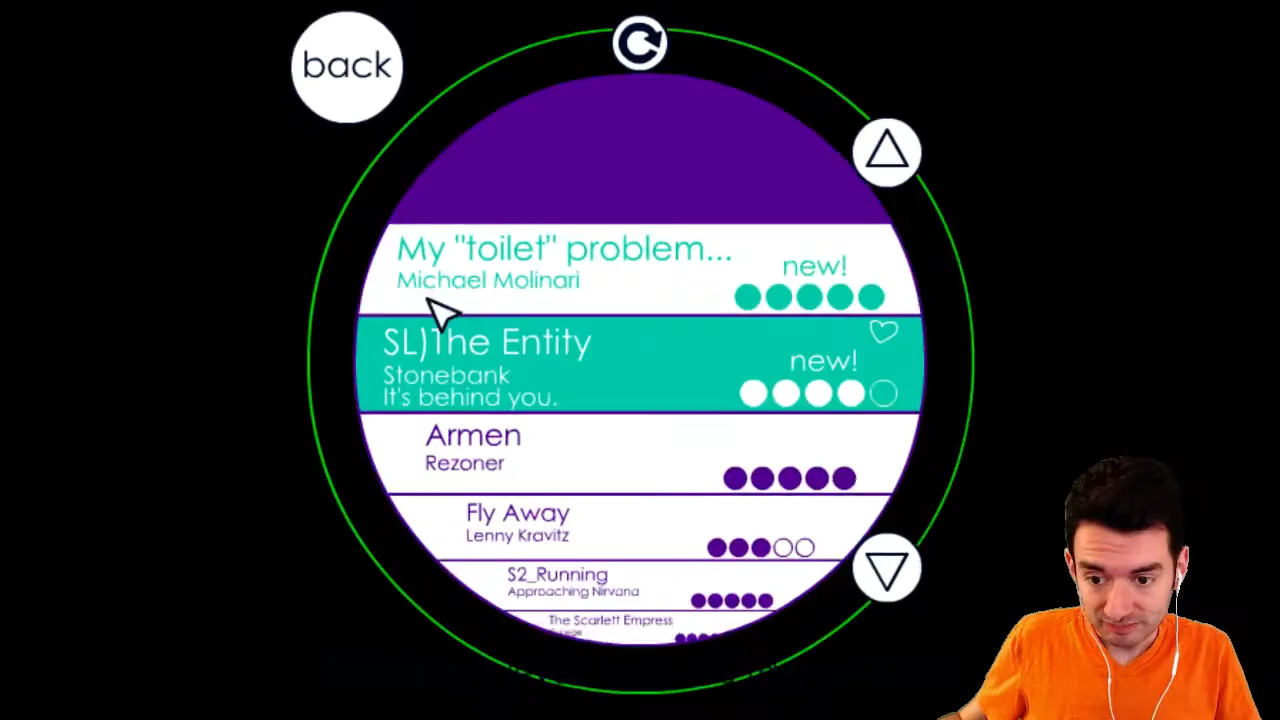 back
My "toilet" problem...
Michael Molinari
new!
SL)The Entity
Stonebank
It's behind you.
new!
Armen
Rezoner
Fly Away
Lenny Kravitz
S2_Running
Approaching Nirvana
The Scarlett Empress